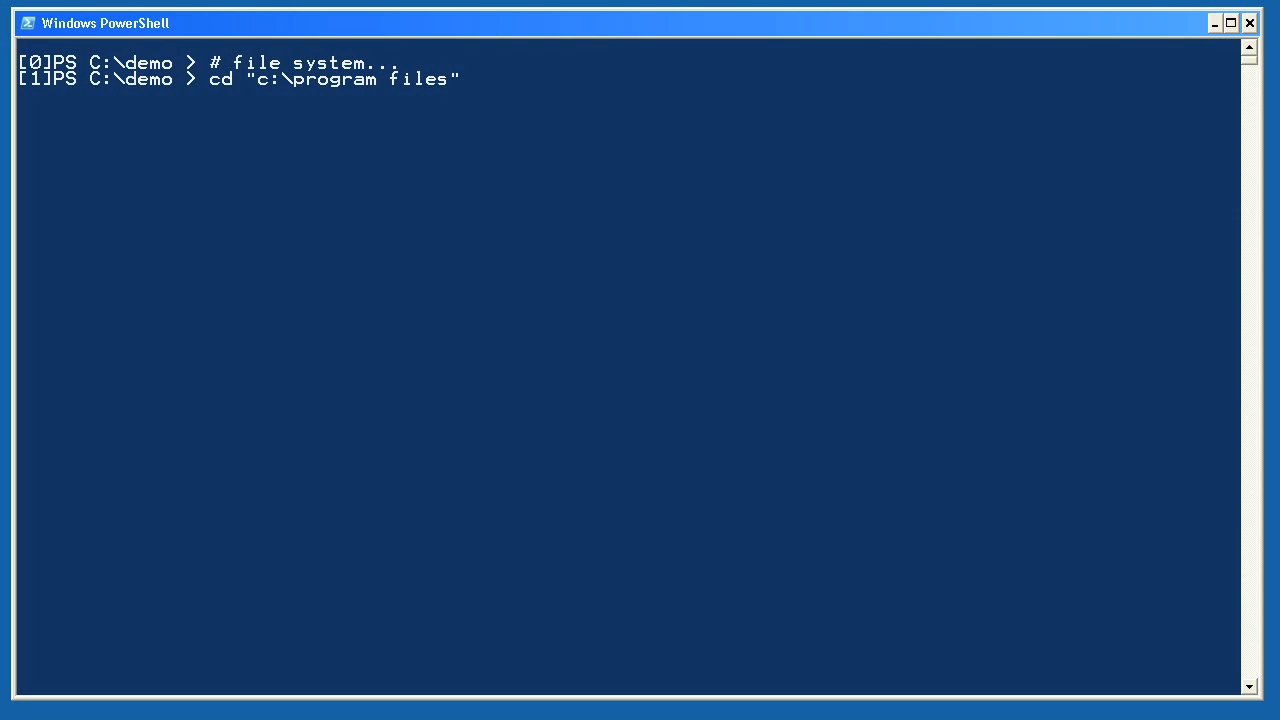 Windows PowerShell
[0]PS C:\demo > # file system...
[1]PS C:\demo > cd "c:\program files"